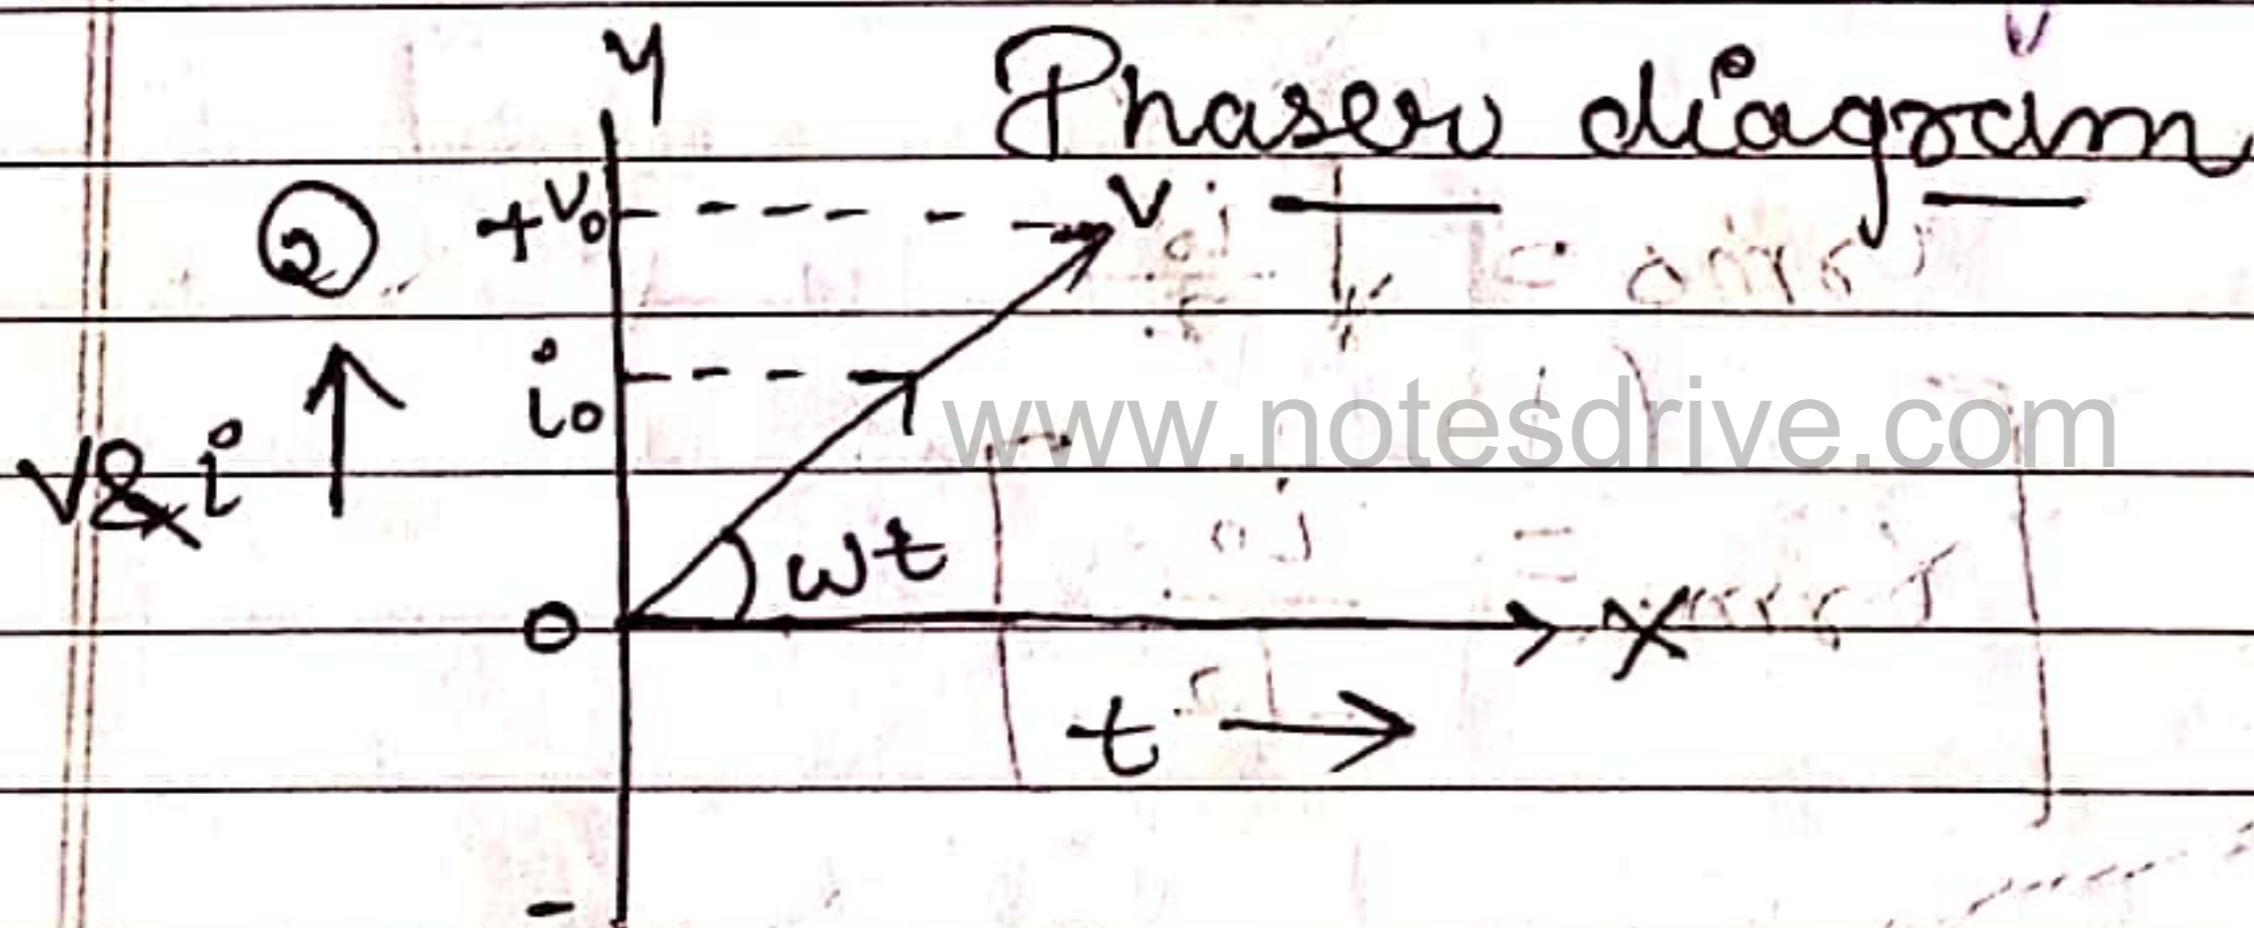 y
Phaser diagram
② +V₀ V
i₀
V&i
www.notesdrive.com
ωt
O X
t
-